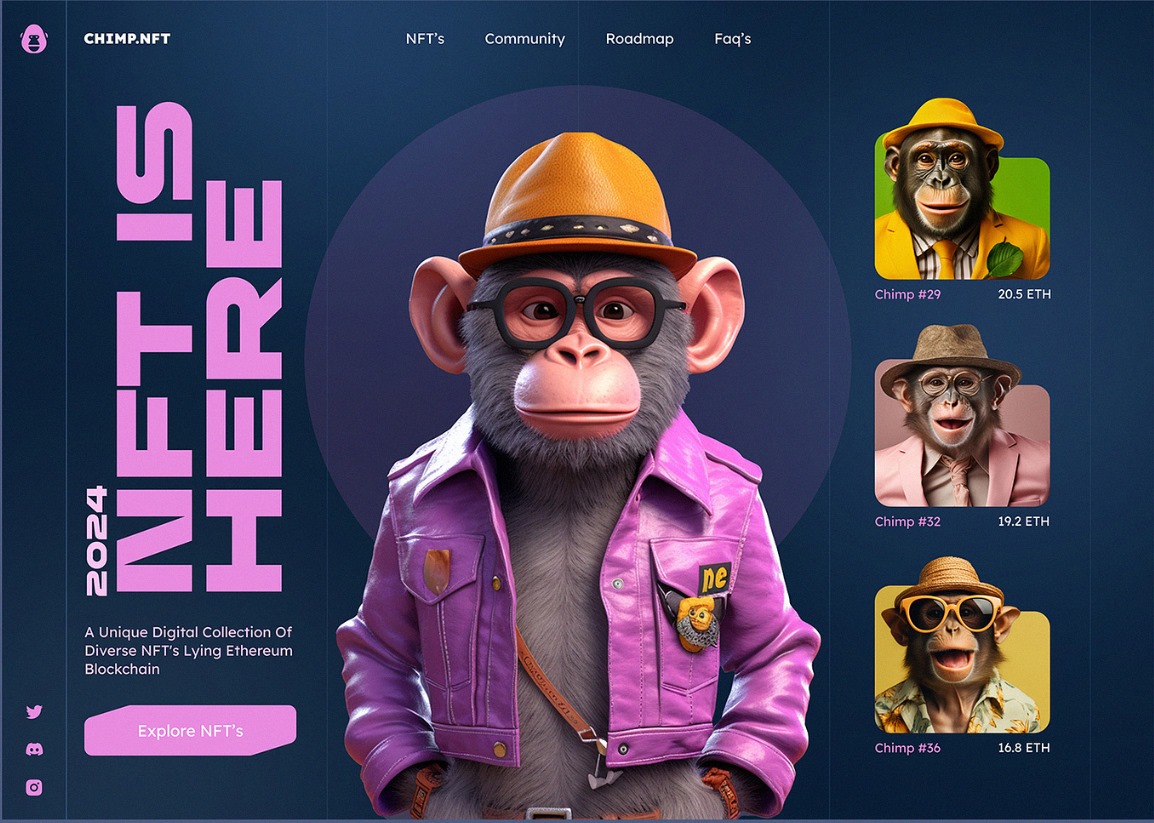 CHIMP.NFT
NFT's
Community
Roadmap
Faq's
2024
NFT IS
HERE
A Unique Digital Collection Of
Diverse NFT's Lying Ethereum
Blockchain
Explore NFT's
ne
Chimp #29
20.5 ETH
Chimp #32
19.2 ETH
Chimp #36
16.8 ETH